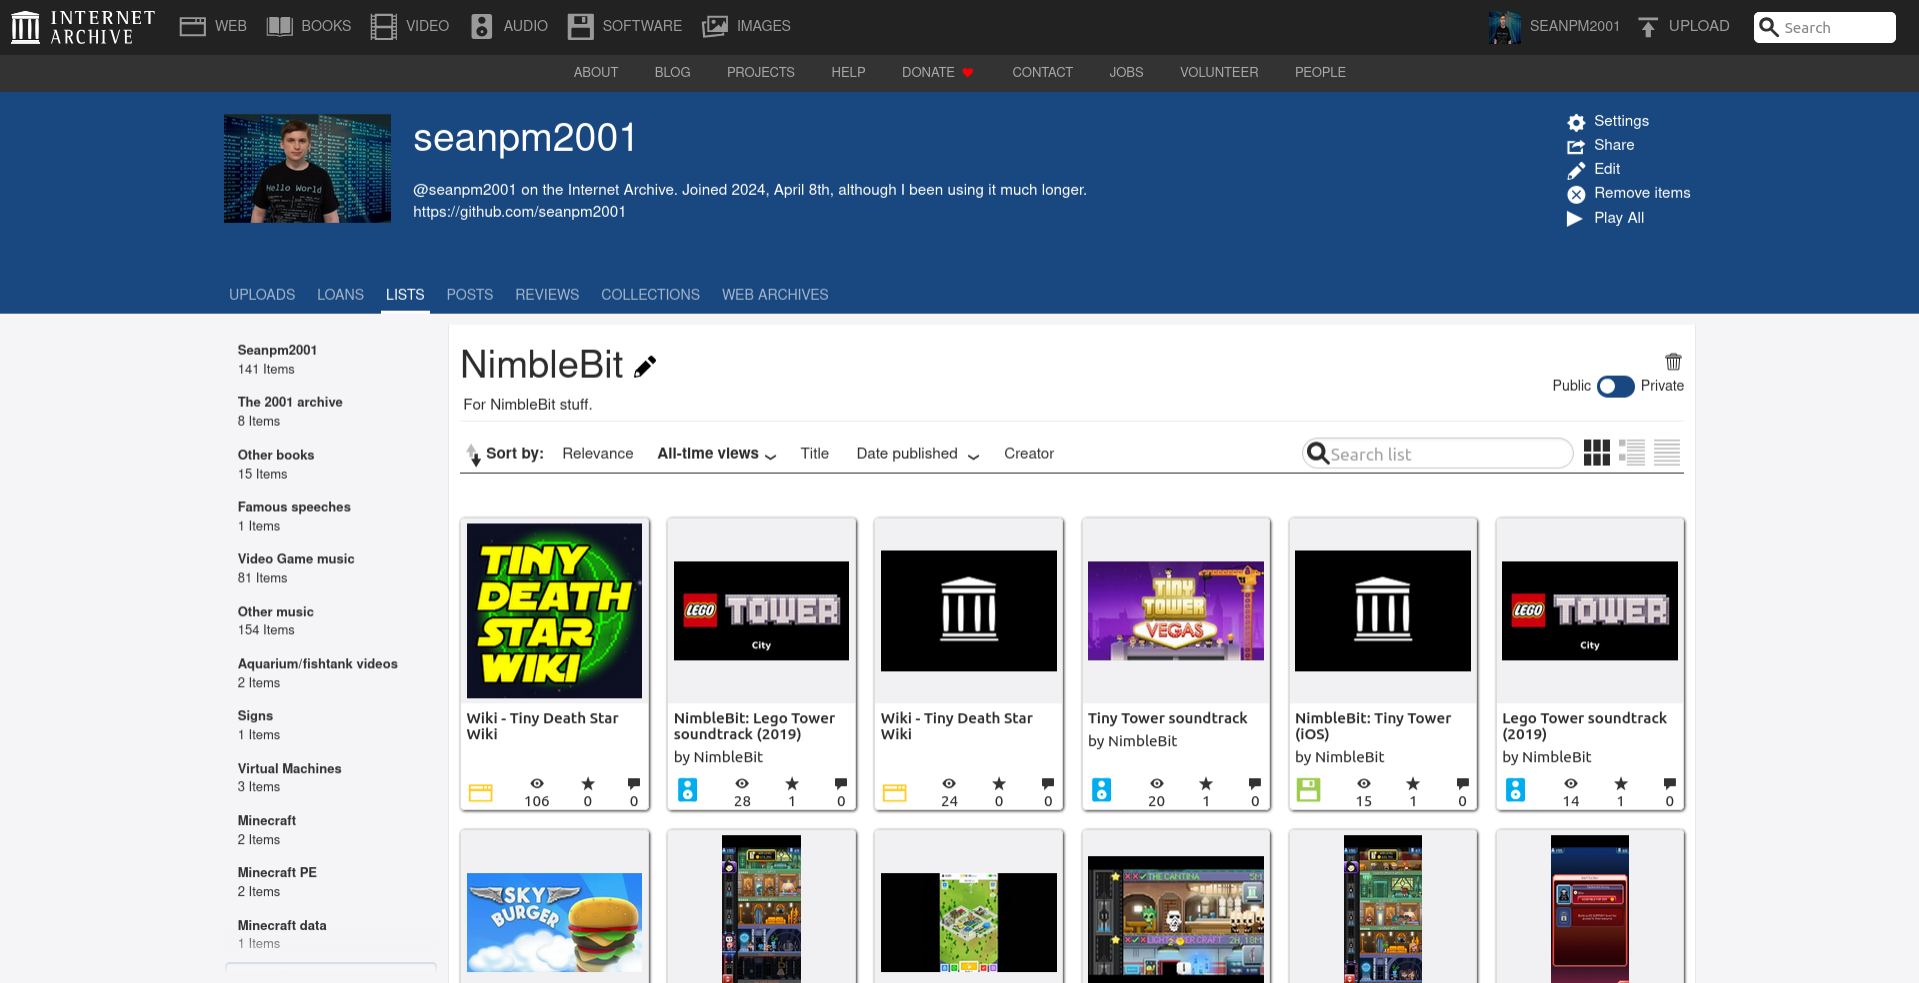 INTERNET ARCHIVE
WEB BOOKS VIDEO AUDIO SOFTWARE IMAGES SEANPM2001 UPLOAD Search
ABOUT BLOG PROJECTS HELP DONATE CONTACT JOBS VOLUNTEER PEOPLE
Hello World
seanpm2001
@seanpm2001 on the Internet Archive. Joined 2024, April 8th, although I been using it much longer.
https://github.com/seanpm2001
Settings
Share
Edit
Remove items
Play All
UPLOADS LOANS LISTS POSTS REVIEWS COLLECTIONS WEB ARCHIVES
Seanpm2001
141 Items
The 2001 archive
8 Items
Other books
15 Items
Famous speeches
1 Items
Video Game music
81 Items
Other music
154 Items
Aquarium/fishtank videos
2 Items
Signs
1 Items
Virtual Machines
3 Items
Minecraft
2 Items
Minecraft PE
2 Items
Minecraft data
1 Items
NimbleBit
Public Private
For NimbleBit stuff.
Sort by: Relevance All-time views Title Date published Creator Search list
TINY
DEATH
STAR
WIKI
Wiki - Tiny Death Star
Wiki
106 0 0
LEGO TOWER
City
NimbleBit: Lego Tower
soundtrack (2019)
by NimbleBit
28 1 0
Wiki - Tiny Death Star
Wiki
24 0 0
TINY
TOWER
VEGAS
Tiny Tower soundtrack
by NimbleBit
20 1 0
NimbleBit: Tiny Tower
(iOS)
by NimbleBit
15 1 0
LEGO TOWER
City
Lego Tower soundtrack
(2019)
by NimbleBit
14 1 0
SKY
BURGER
THE CANTINA 5M
2H, 18M